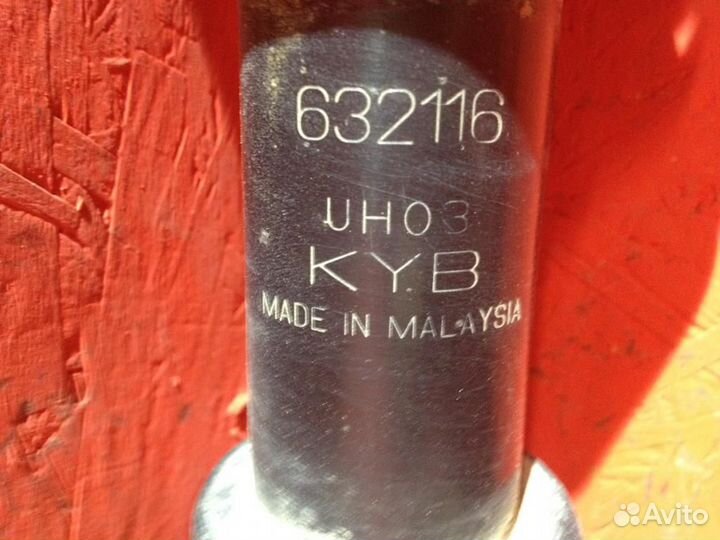 632116
UH03
KYB
MADE IN MALAYSIA
Avito